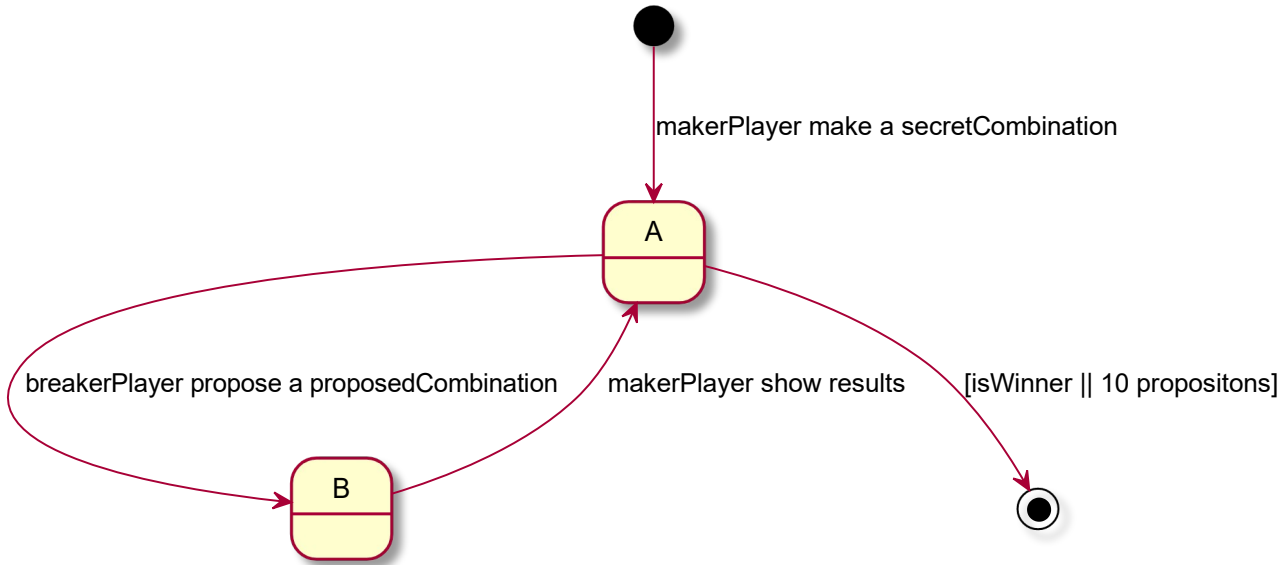 makerPlayer make a secretCombination
A
breakerPlayer propose a proposedCombination
makerPlayer show results
[isWinner || 10 propositons]
B